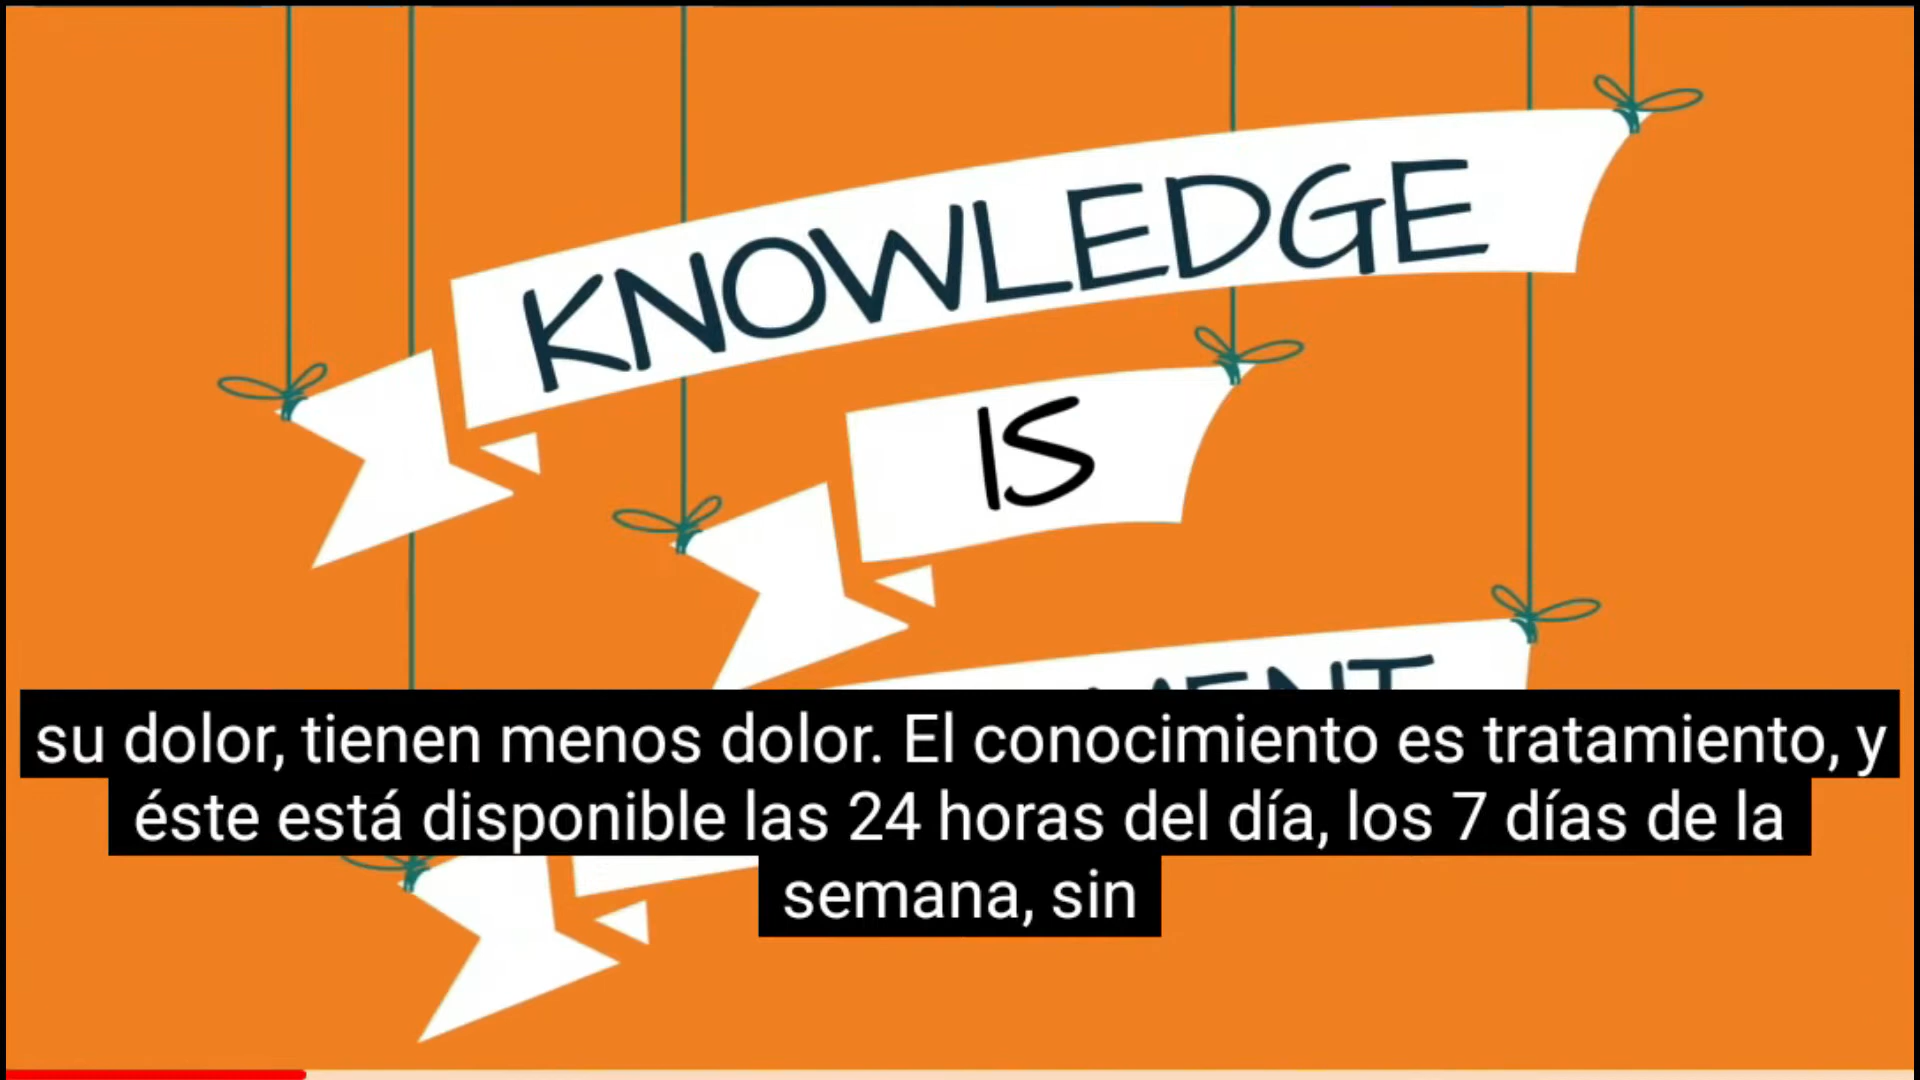 KNOWLEDGE
IS
su dolor, tienen menos dolor. El conocimiento es tratamiento, y
éste está disponible las 24 horas del día, los 7 días de la
semana, sin